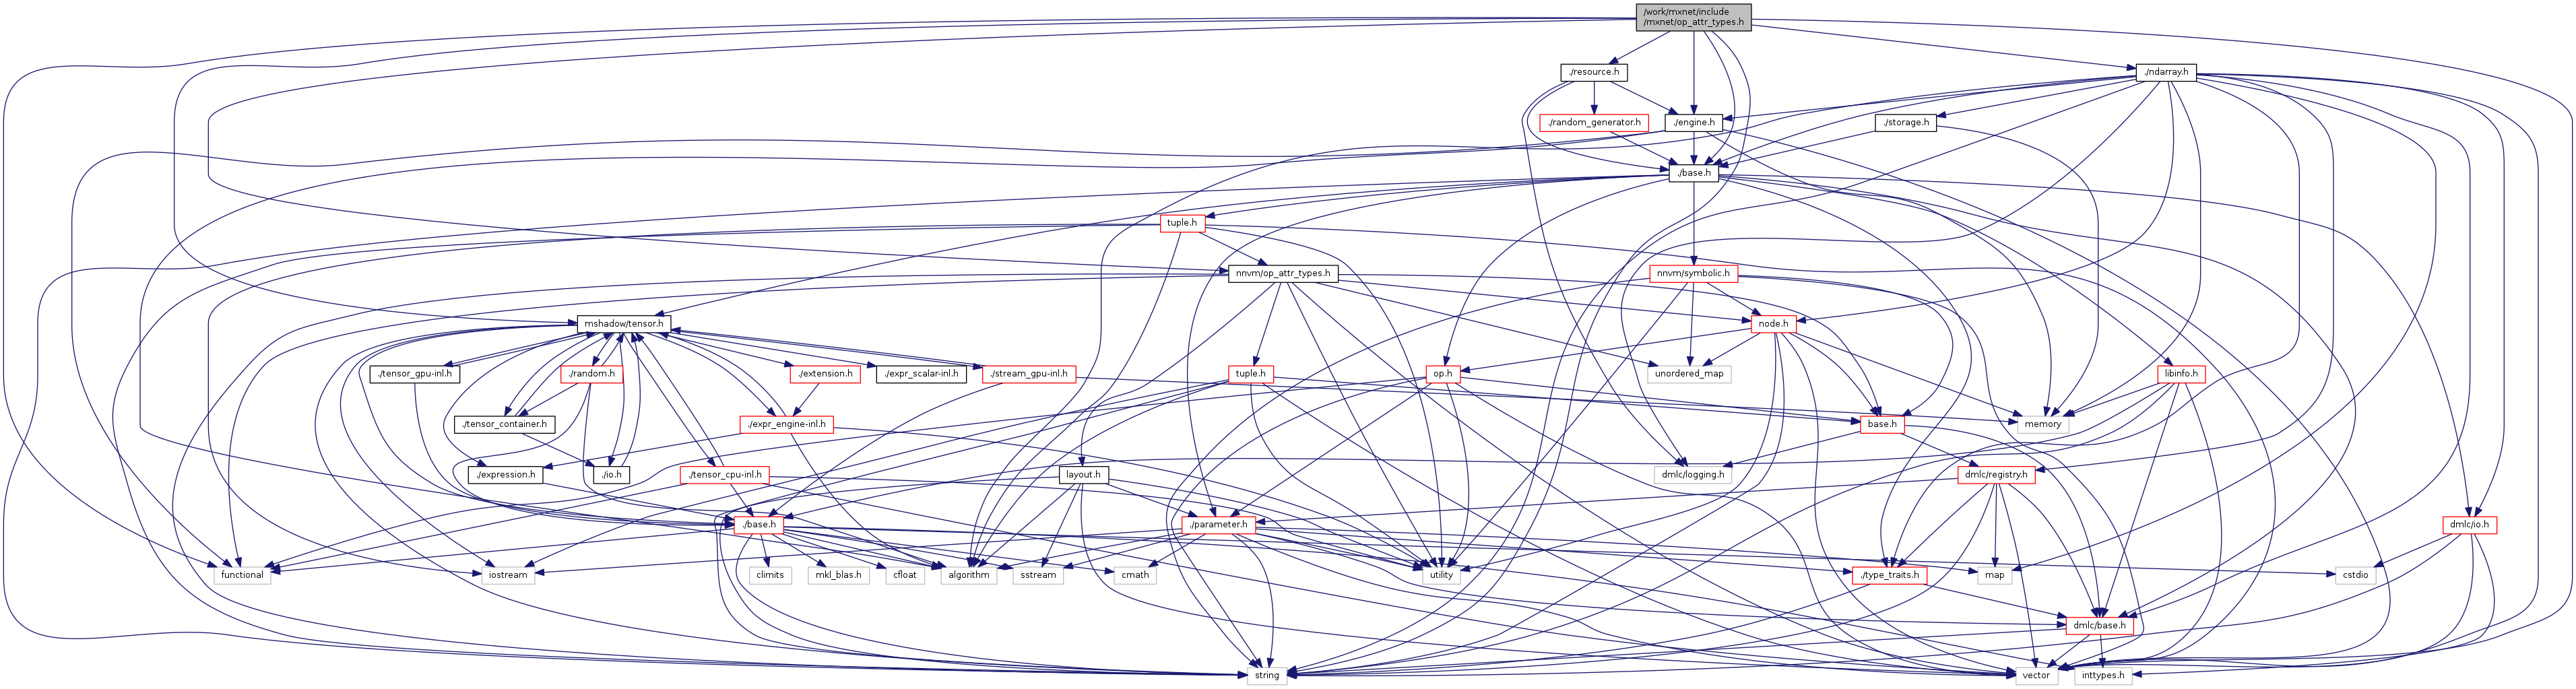 /work/mxnet/include
/mxnet/op_attr_types.h
./resource.h
./ndarray.h
./random_generator.h
./engine.h
./storage.h
./base.h
tuple.h
nnvm/op_attr_types.h
nnvm/symbolic.h
mshadow/tensor.h
node.h
./tensor_gpu-inl.h
./random.h
./extension.h
./expr_scalar-inl.h
./stream_gpu-inl.h
tuple.h
op.h
unordered_map
libinfo.h
./tensor_container.h
./expr_engine-inl.h
base.h
memory
./expression.h
./io.h
./tensor_cpu-inl.h
layout.h
dmlc/logging.h
dmlc/registry.h
./base.h
./parameter.h
dmlc/io.h
functional
iostream
climits
mkl_blas.h
cfloat
algorithm
sstream
cmath
utility
./type_traits.h
map
cstdio
dmlc/base.h
string
vector
inttypes.h